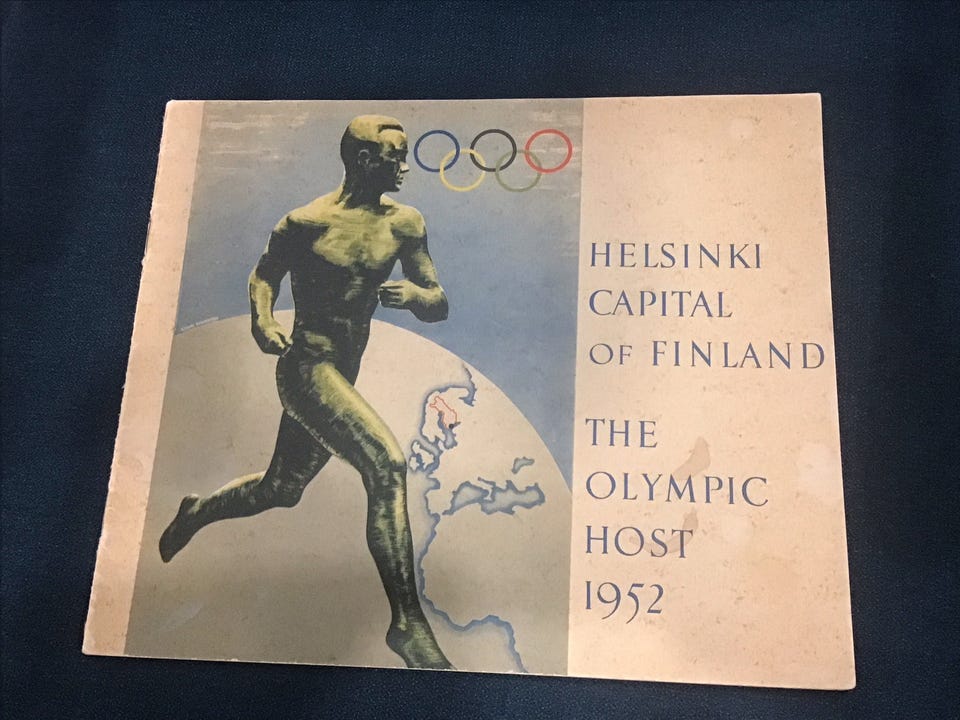 HELSINKI
CAPITAL
OF FINLAND
THE
OLYMPIC
HOST
1952